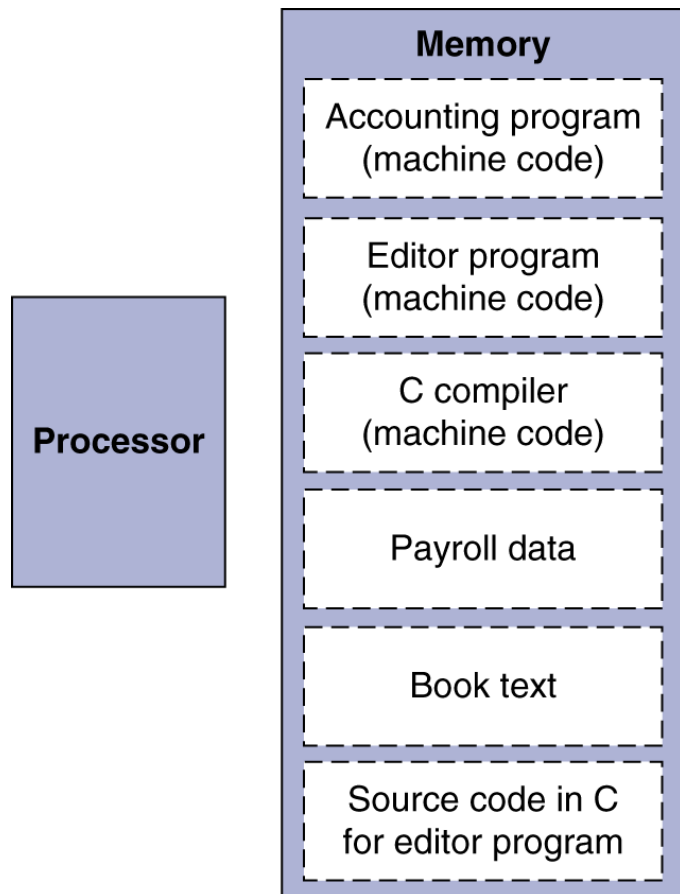 Memory
Accounting program
(machine code)
Editor program
(machine code)
C compiler
(machine code)
Processor
Payroll data
Book text
Source code in C
for editor program